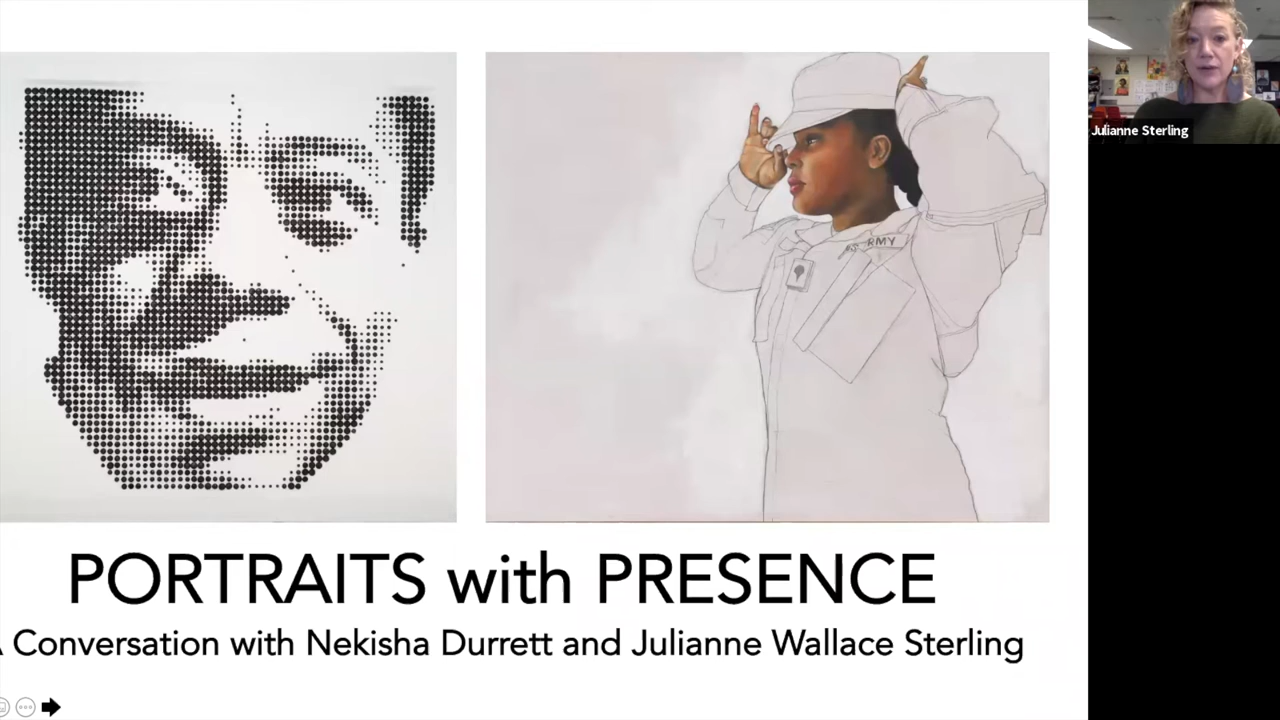 Julianne Sterling
RMY
PORTRAITS with PRESENCE
Conversation with Nekisha Durrett and Julianne Wallace Sterling